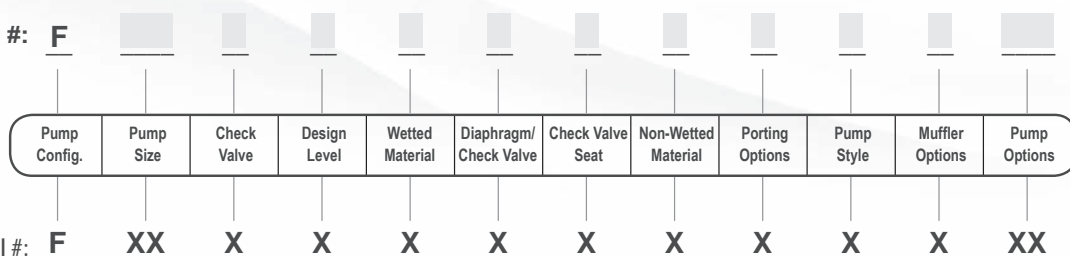 #: F
Pump Config. Pump Size Check Valve Design Level Wetted Material Diaphragm/ Check Valve Check Valve Seat Non-Wetted Material Porting Options Pump Style Muffler Options Pump Options
l #: F XX X X X X X X X X X XX